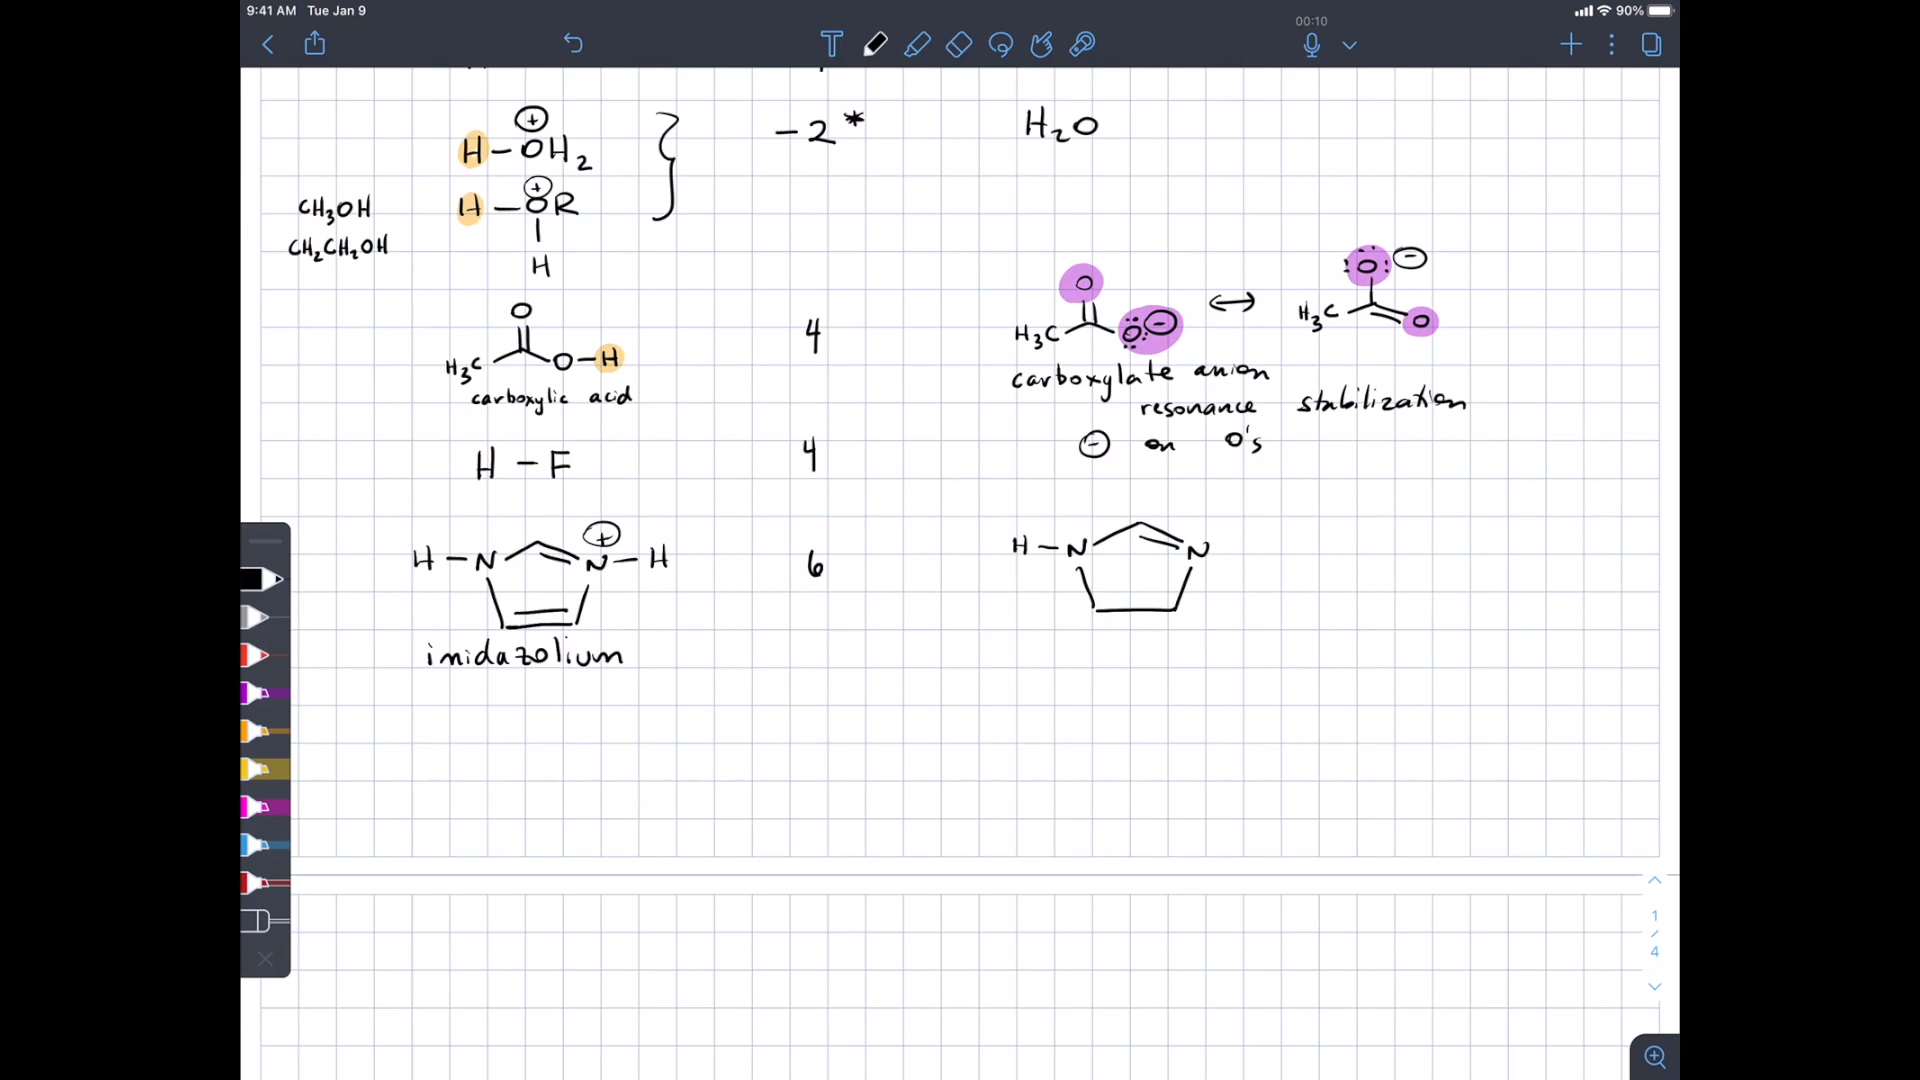 9:41 AM Tue Jan 9
90%
00:10
T
+
H-OH2 -2* H2O
+
H-OR
CH3OH
CH2CH2OH
H
O
H3C O-H
carboxylic acid
4
O
H3C O: −
↔
:O: −
H3C O
carboxylate anion
resonance stabilization
− on O's
H-F 4
+
H-N N-H 6 H-N N
imidazolium
1
/
4